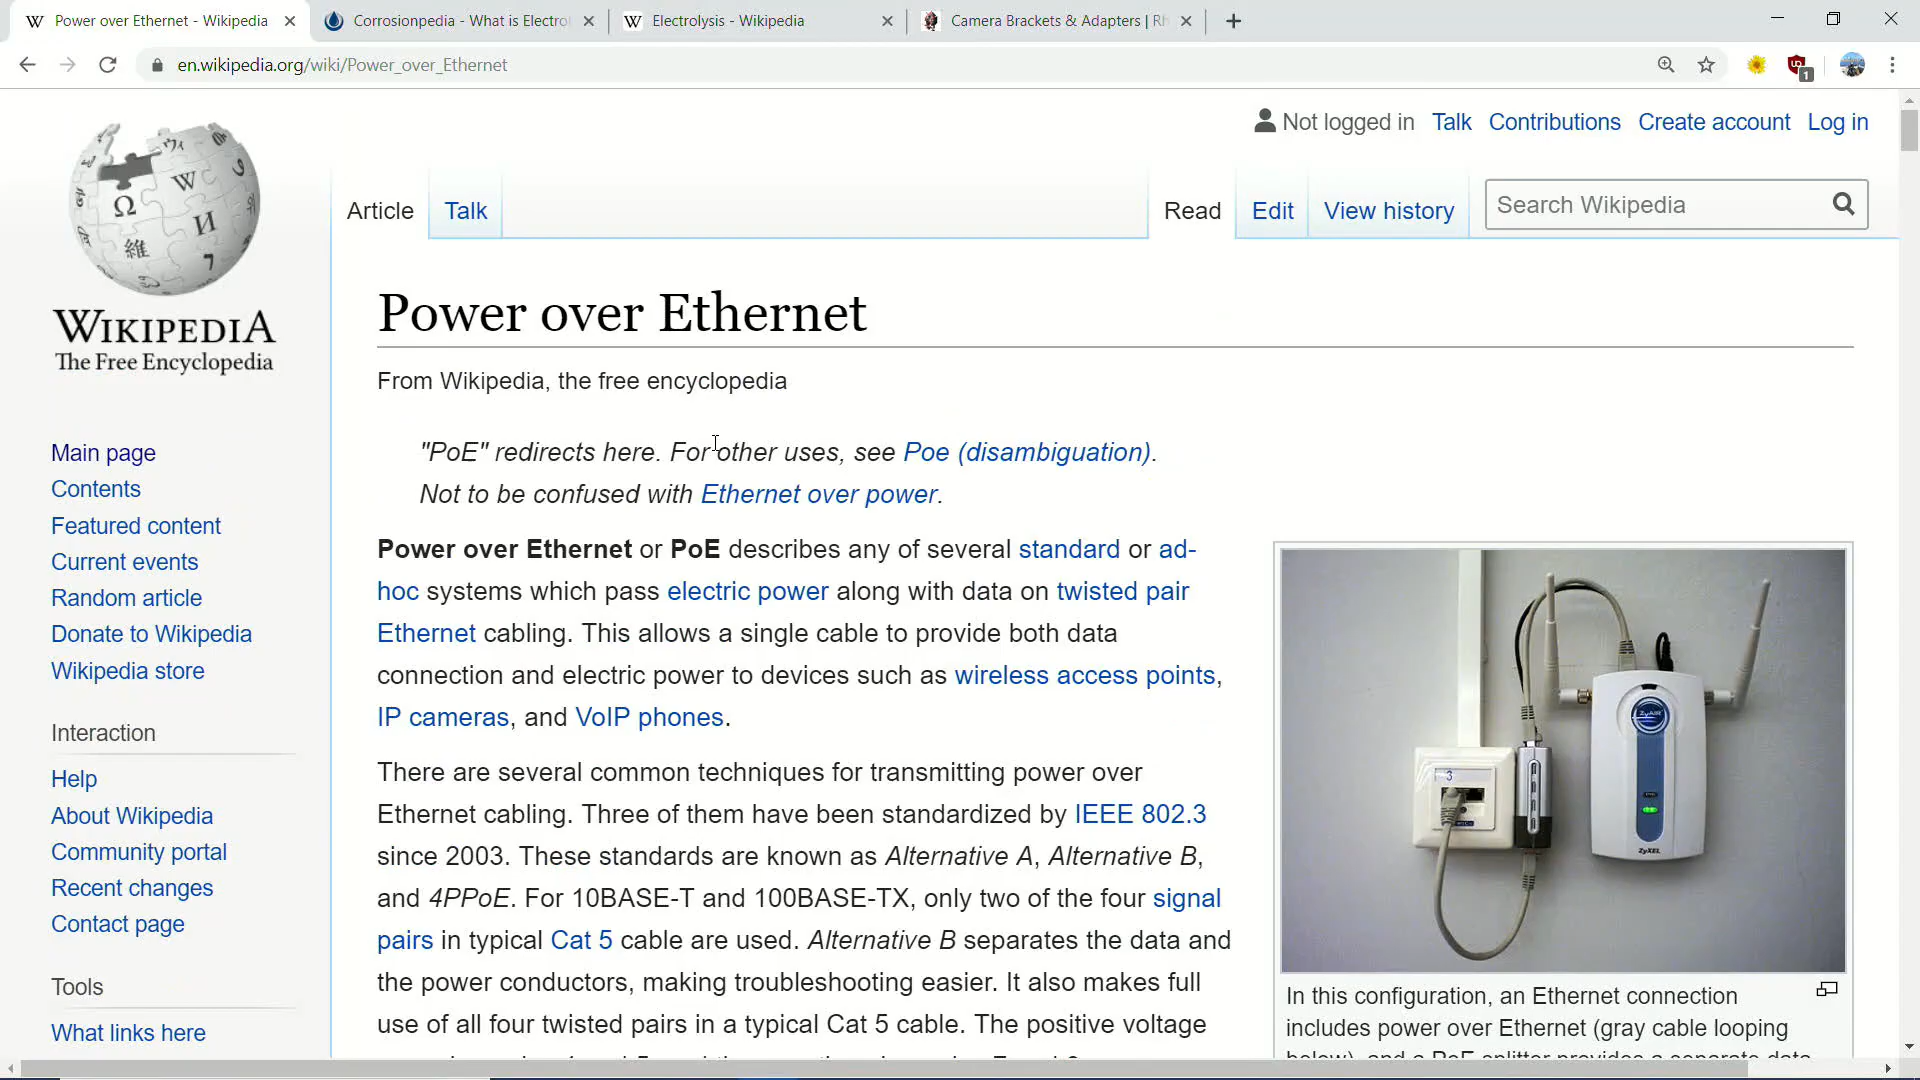 Power over Ethernet - Wikipedia
Corrosionpedia - What is Electro
Electrolysis - Wikipedia
Camera Brackets & Adapters | Rh
en.wikipedia.org/wiki/Power_over_Ethernet
1
Not logged in Talk Contributions Create account Log in
Article Talk Read Edit View history Search Wikipedia
WIKIPEDIA
The Free Encyclopedia
Main page
Contents
Featured content
Current events
Random article
Donate to Wikipedia
Wikipedia store
Interaction
Help
About Wikipedia
Community portal
Recent changes
Contact page
Tools
What links here
Power over Ethernet
From Wikipedia, the free encyclopedia
"PoE" redirects here. For other uses, see Poe (disambiguation).
Not to be confused with Ethernet over power.
Power over Ethernet or PoE describes any of several standard or ad-
hoc systems which pass electric power along with data on twisted pair
Ethernet cabling. This allows a single cable to provide both data
connection and electric power to devices such as wireless access points,
IP cameras, and VoIP phones.
There are several common techniques for transmitting power over
Ethernet cabling. Three of them have been standardized by IEEE 802.3
since 2003. These standards are known as Alternative A, Alternative B,
and 4PPoE. For 10BASE-T and 100BASE-TX, only two of the four signal
pairs in typical Cat 5 cable are used. Alternative B separates the data and
the power conductors, making troubleshooting easier. It also makes full
use of all four twisted pairs in a typical Cat 5 cable. The positive voltage
3
ZyAIR
ZyXEL
In this configuration, an Ethernet connection
includes power over Ethernet (gray cable looping
below), and a PoE splitter provides a separate data